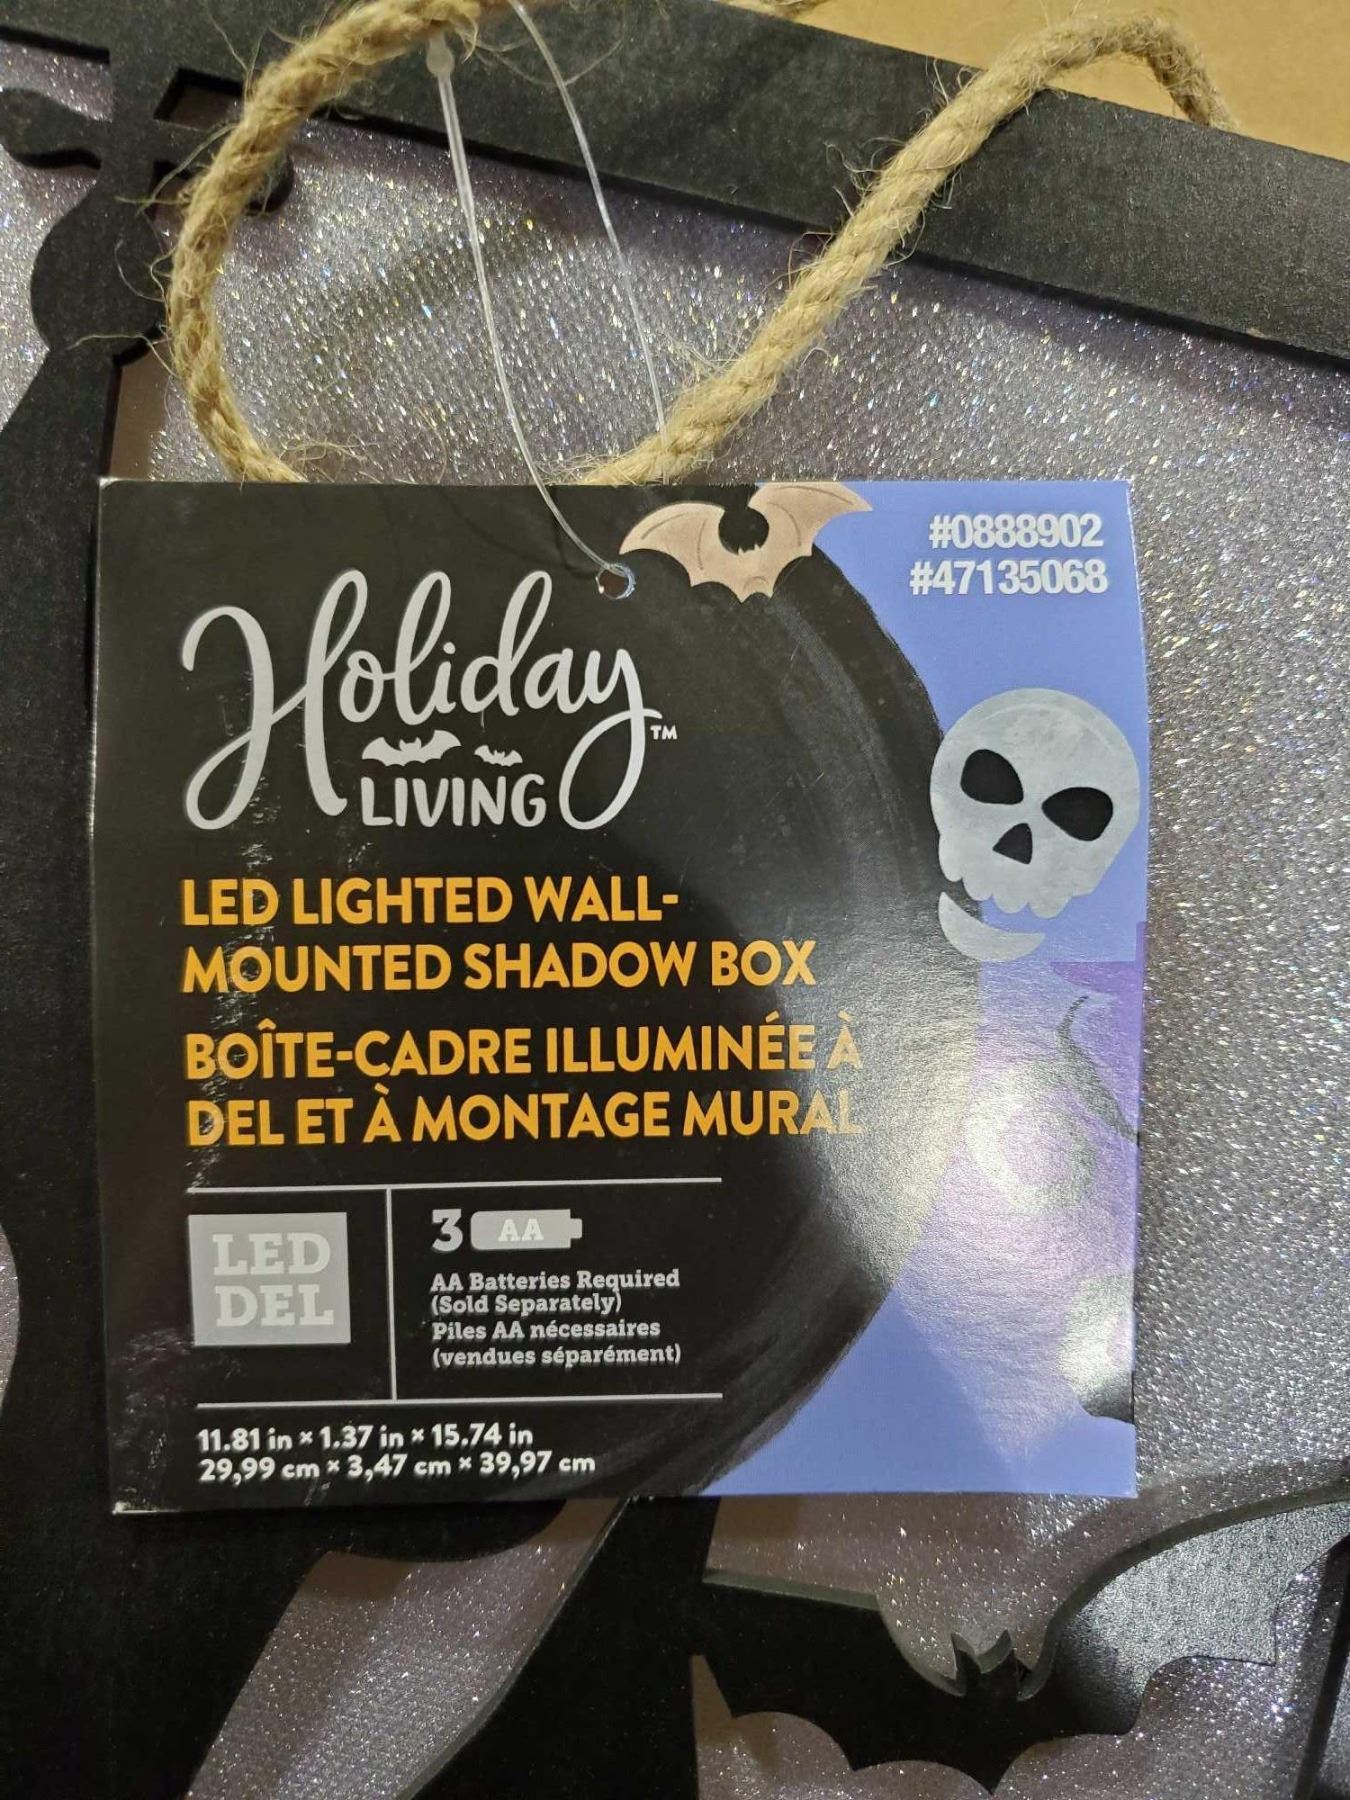 #0888902
#47135068
Holiday
TM
LIVING
LED LIGHTED WALL-
MOUNTED SHADOW BOX
BOÎTE-CADRE ILLUMINÉE À
DEL ET À MONTAGE MURAL
LED
DEL
3 AA
AA Batteries Required
(Sold Separately)
Piles AA nécessaires
(vendues séparément)
11.81 in × 1.37 in × 15.74 in
29,99 cm × 3,47 cm × 39,97 cm